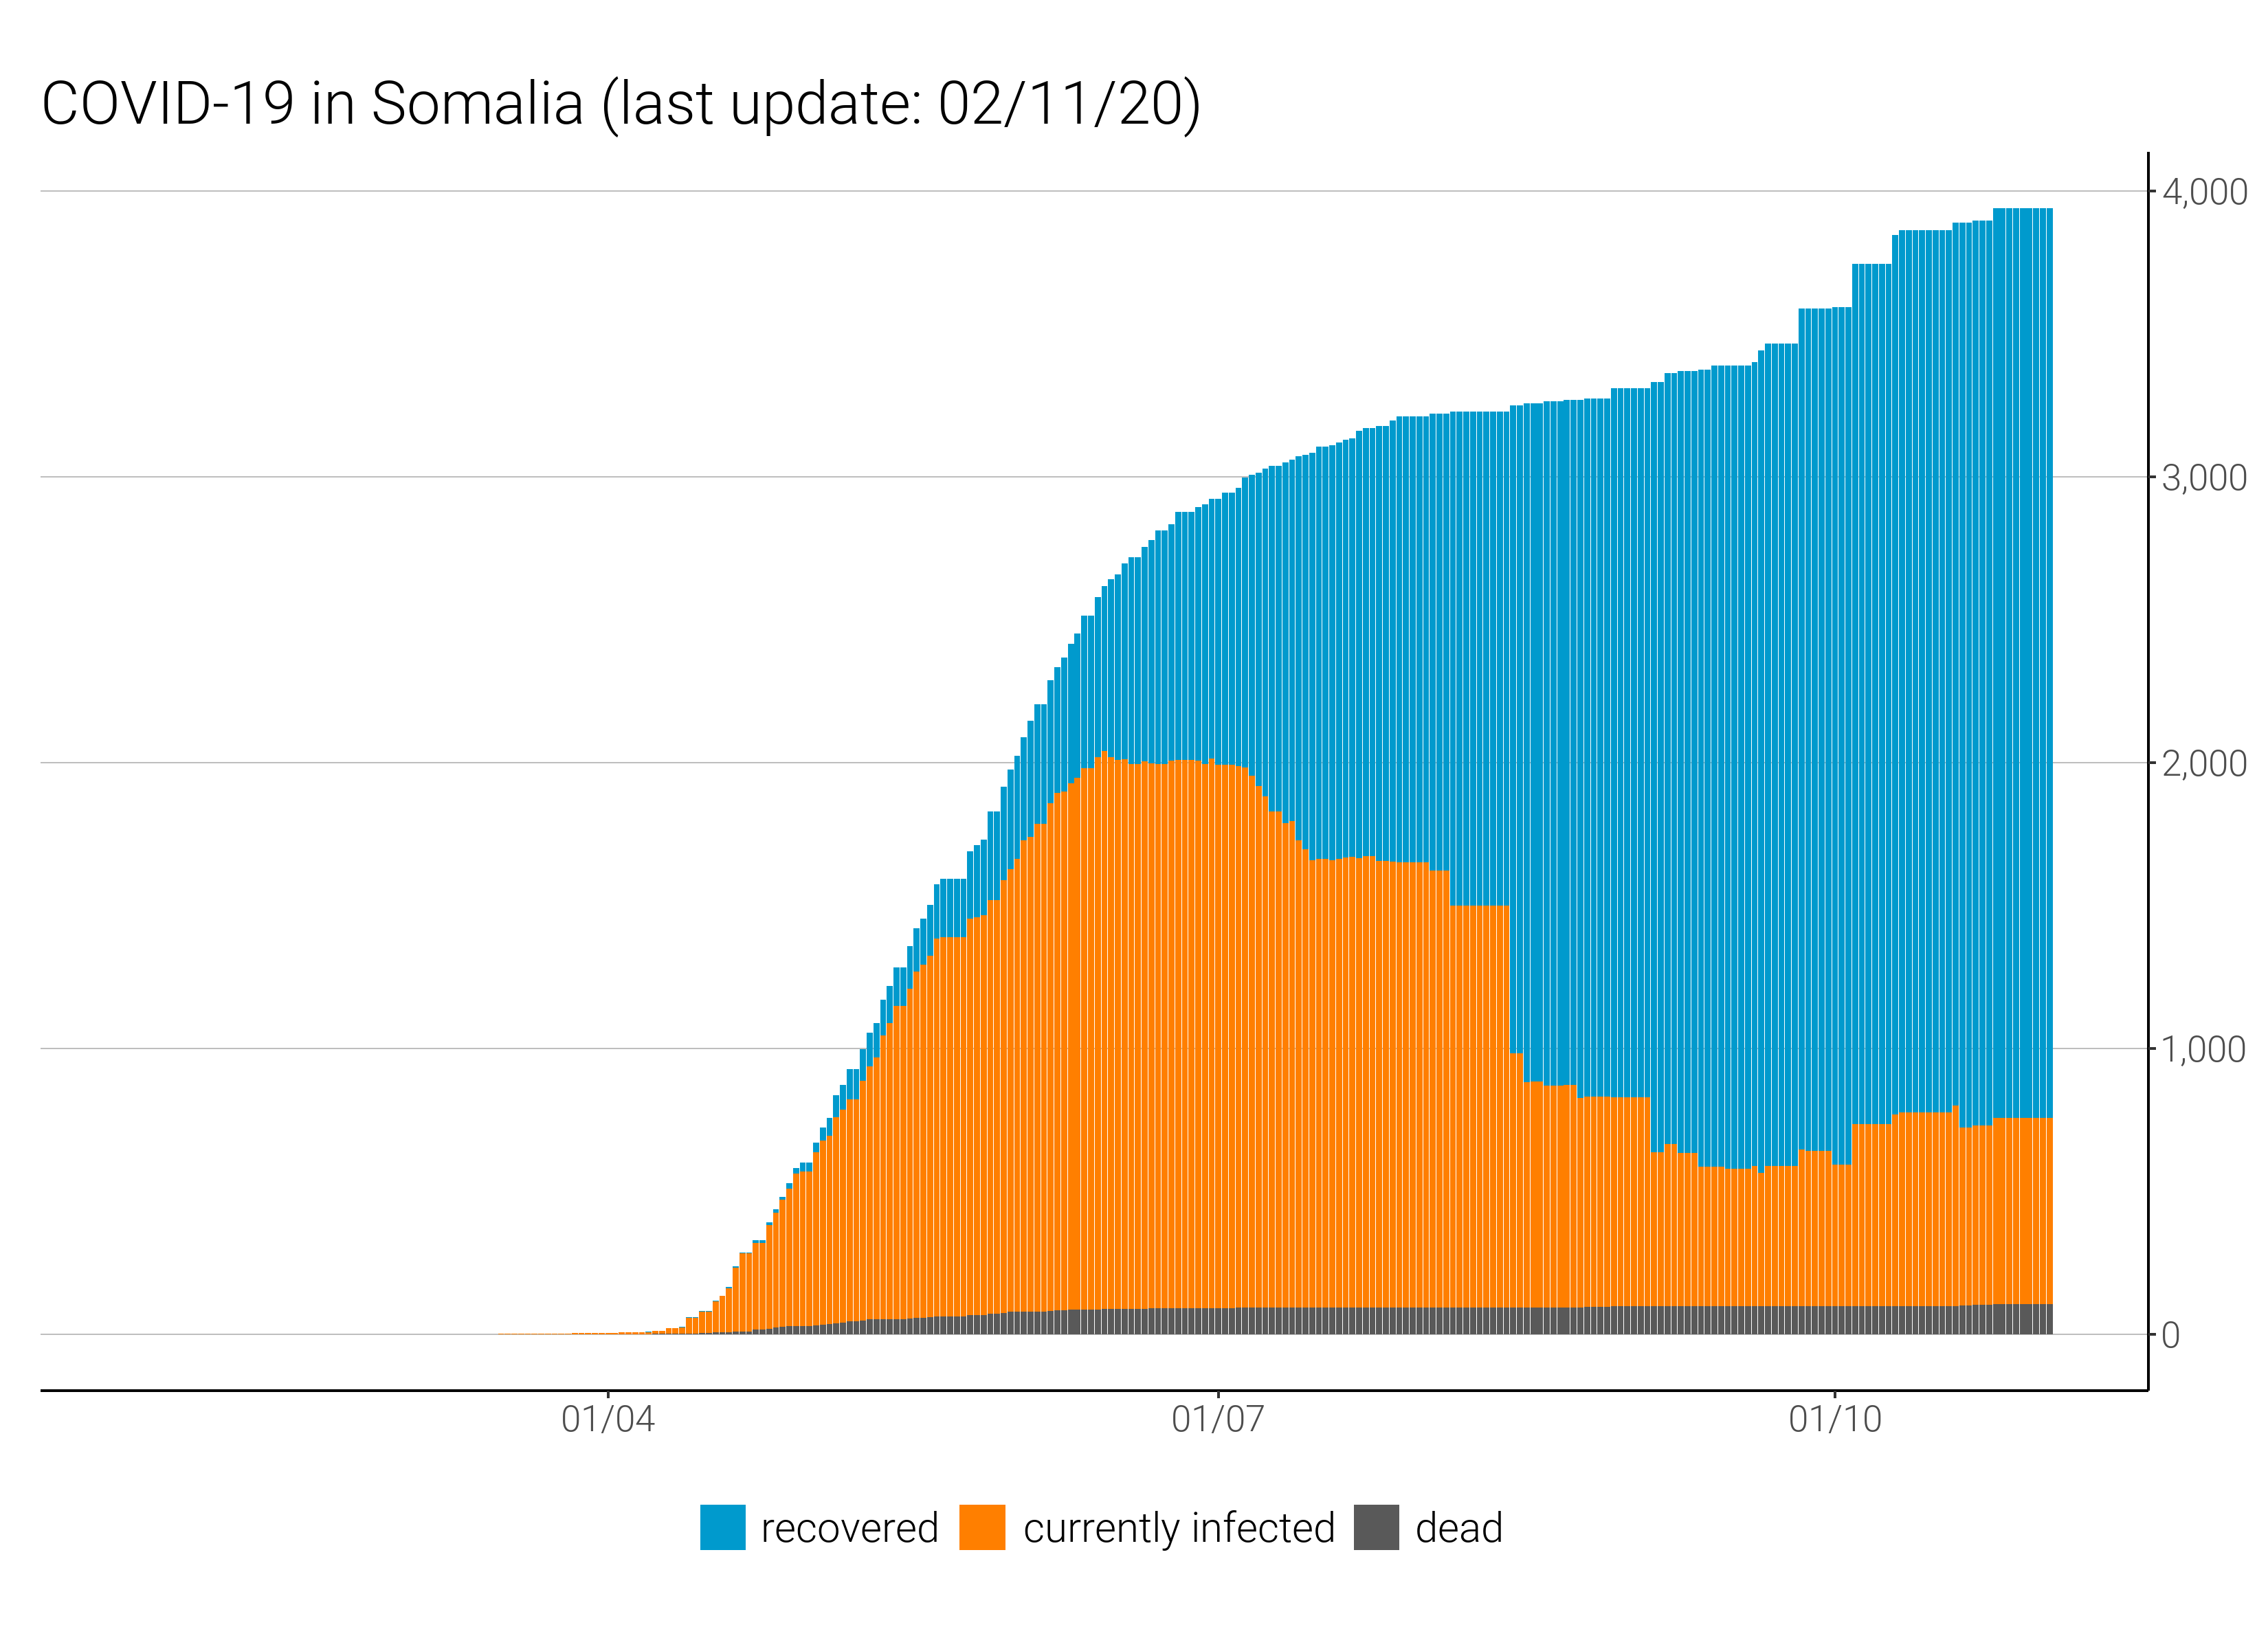 COVID-19 in Somalia (last update: 02/11/20)
4,000
3,000
2,000
1,000
0
01/04 01/07 01/10
recovered currently infected dead